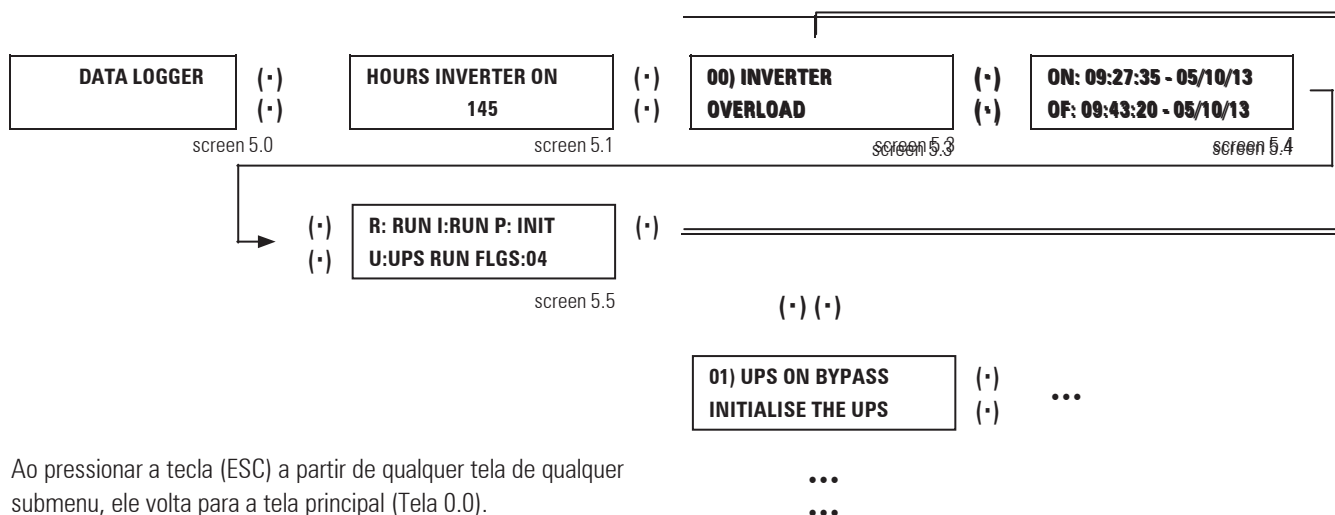 DATA LOGGER
(·)
(·)
HOURS INVERTER ON
145
(·)
(·)
00) INVERTER
OVERLOAD
(·)
(·)
ON: 09:27:35 - 05/10/13
OF: 09:43:20 - 05/10/13
screen 5.0
screen 5.1
screen 5.3
screen 5.4
(·)
(·)
R: RUN I:RUN P: INIT
U:UPS RUN FLGS:04
(·)
screen 5.5
(·) (·)
01) UPS ON BYPASS
INITIALISE THE UPS
(·)
(·)
...
Ao pressionar a tecla (ESC) a partir de qualquer tela de qualquer
submenu, ele volta para a tela principal (Tela 0.0).
...
...